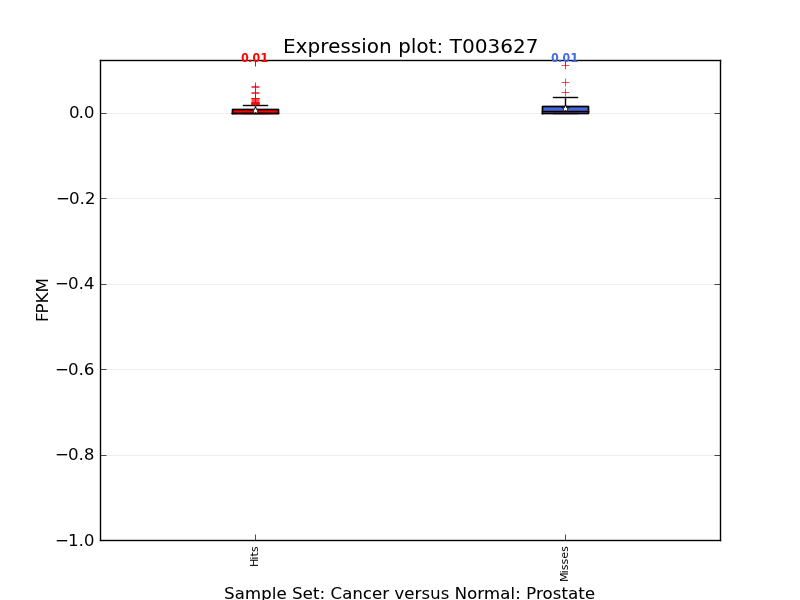 Expression plot: T003627
0.01
0.01
0.0
−0.2
−0.4
−0.6
−0.8
−1.0
FPKM
Hits
Misses
Sample Set: Cancer versus Normal: Prostate